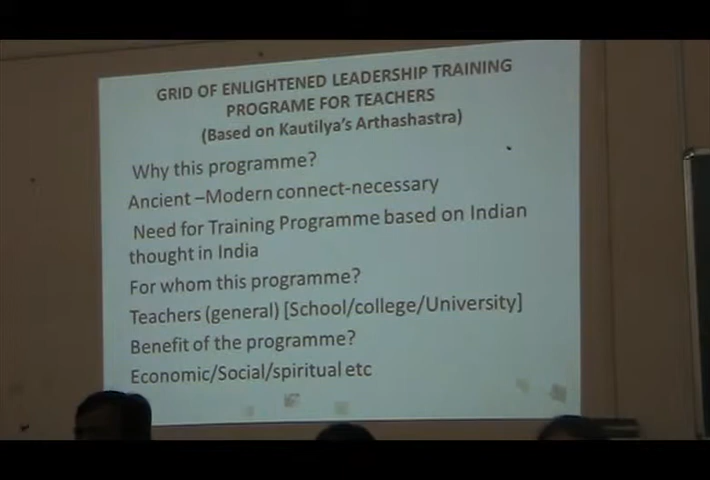 GRID OF ENLIGHTENED LEADERSHIP TRAINING
PROGRAME FOR TEACHERS
(Based on Kautilya's Arthashastra)
Why this programme?
Ancient –Modern connect-necessary
Need for Training Programme based on Indian
thought in India
For whom this programme?
Teachers (general) [School/college/University]
Benefit of the programme?
Economic/Social/spiritual etc